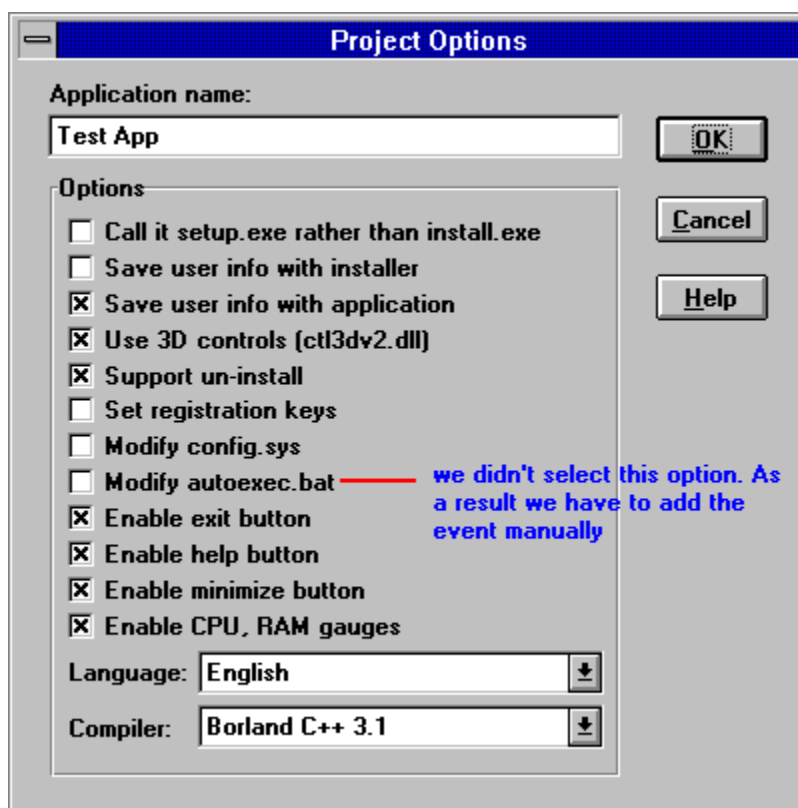 Project Options
Application name:
Test App
OK
Cancel
Help
Options
Call it setup.exe rather than install.exe
Save user info with installer
Save user info with application
Use 3D controls (ctl3dv2.dll)
Support un-install
Set registration keys
Modify config.sys
Modify autoexec.bat
we didn't select this option. As
a result we have to add the
event manually
Enable exit button
Enable help button
Enable minimize button
Enable CPU, RAM gauges
Language: English
Compiler: Borland C++ 3.1